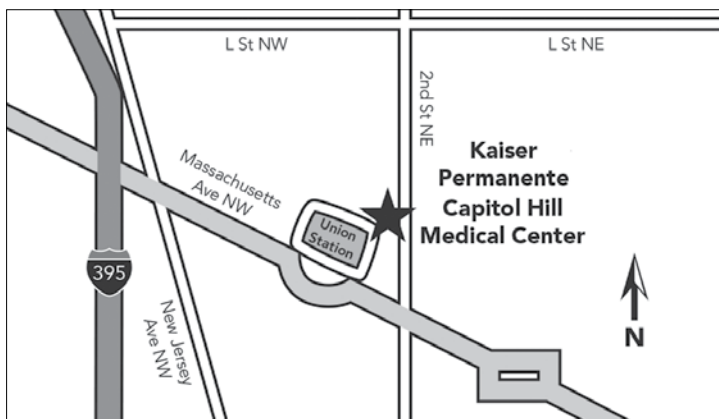 L St NW
L St NE
2nd St NE
Kaiser
Permanente
Capitol Hill
Medical Center
Massachusetts
Ave NW
Union
Station
395
New Jersey
Ave NW
N